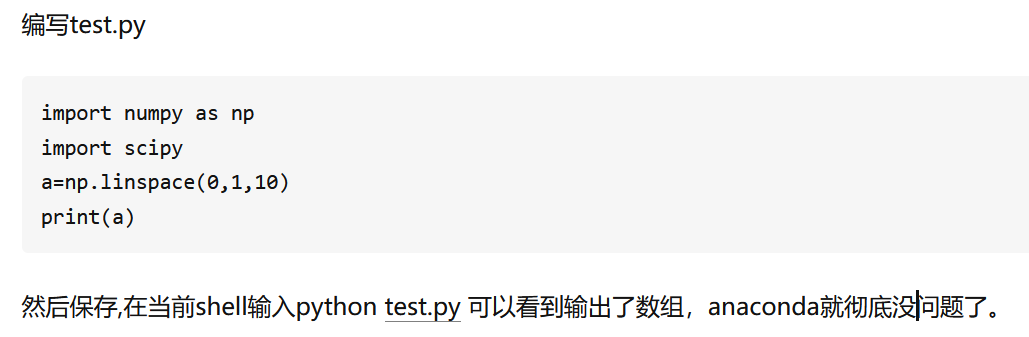 编写test.py
import numpy as np
import scipy
a=np.linspace(0,1,10)
print(a)
然后保存,在当前shell输入python test.py 可以看到输出了数组，anaconda就彻底没问题了。